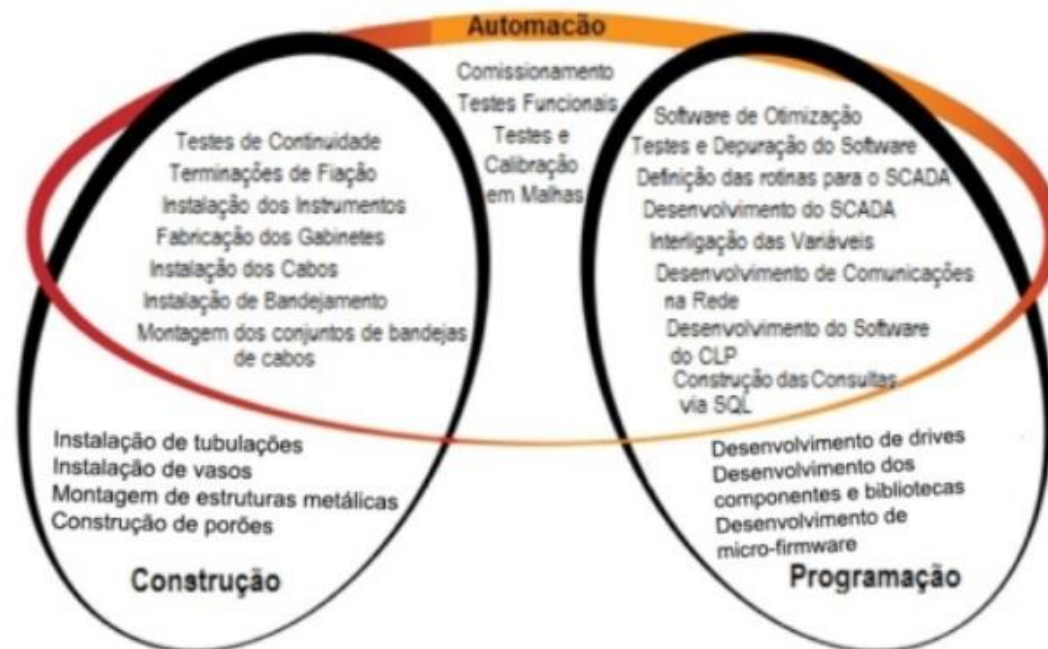 Automacão
Comissionamento
Testes Funcionais
Testes e
Calibração
em Malhas
Testes de Continuidade
Terminações de Fiação
Instalação dos Instrumentos
Fabricação dos Gabinetes
Instalação dos Cabos
Instalação de Bandejamento
Montagem dos conjuntos de bandejas
de cabos
Software de Otimização
Testes e Depuração do Software
Definição das rotinas para o SCADA
Desenvolvimento do SCADA
Interligação das Variáveis
Desenvolvimento de Comunicações
na Rede
Desenvolvimento do Software
do CLP
Construção das Consultas
via SQL
Instalação de tubulações
Instalação de vasos
Montagem de estruturas metálicas
Construção de porões
Construção
Desenvolvimento de drives
Desenvolvimento dos
componentes e bibliotecas
Desenvolvimento de
micro-firmware
Programação